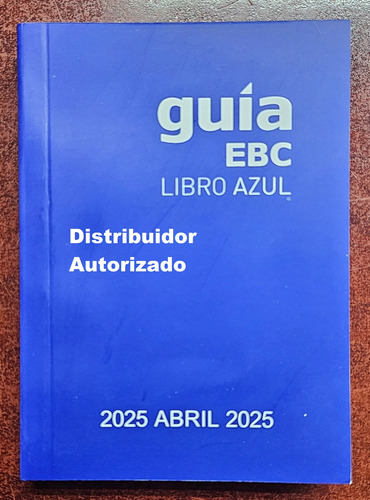 guía
EBC
LIBRO AZUL®
Distribuidor
Autorizado
2025 ABRIL 2025